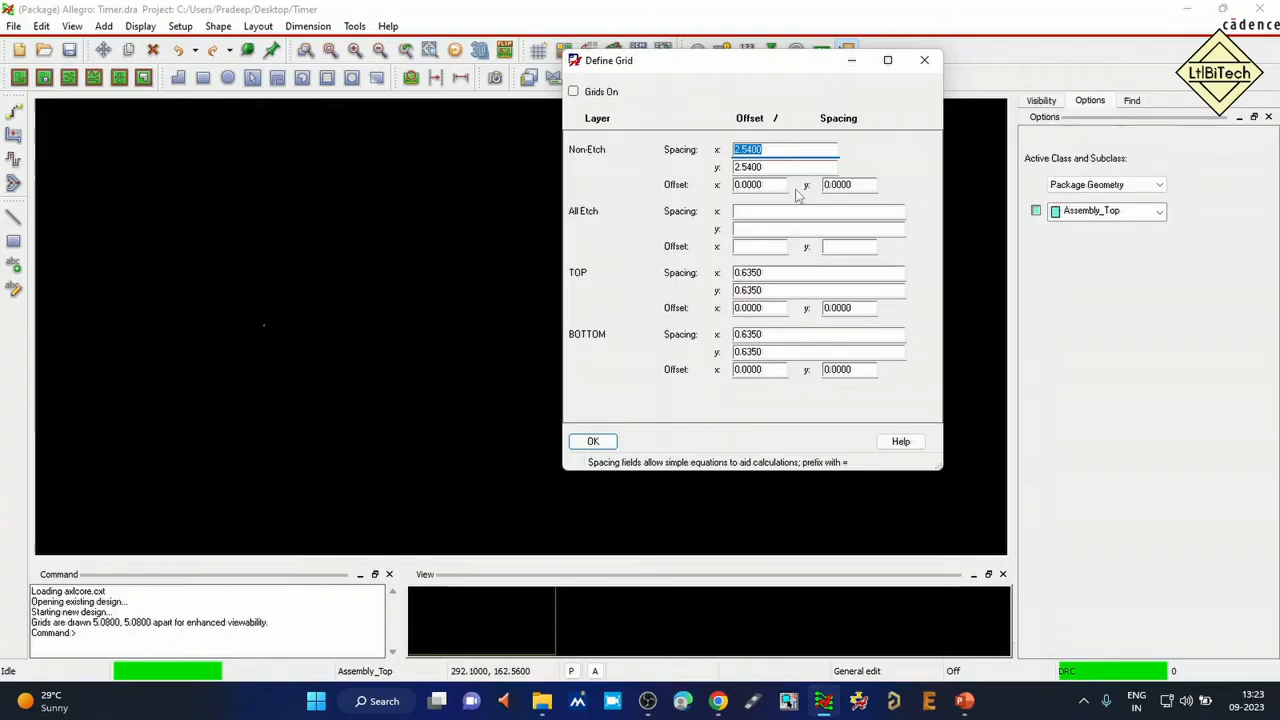 (Package) Allegro: Timer.dra Project: C:/Users/Pradeep/Desktop/Timer
File Edit View Add Display Setup Shape Layout Dimension Tools Help
cādence
LtlBiTech
Define Grid
Grids On
Layer Offset / Spacing
Non-Etch Spacing: x: 2.5400
y: 2.5400
Offset: x: 0.0000 y: 0.0000
All Etch Spacing: x:
y:
Offset: x: y:
TOP Spacing: x: 0.6350
y: 0.6350
Offset: x: 0.0000 y: 0.0000
BOTTOM Spacing: x: 0.6350
y: 0.6350
Offset: x: 0.0000 y: 0.0000
OK Help
Spacing fields allow simple equations to aid calculations; prefix with =
Visibility Options Find
Options
Active Class and Subclass:
Package Geometry
Assembly_Top
Command
Loading axlcore.cxt
Opening existing design...
Starting new design...
Grids are drawn 5.0800, 5.0800 apart for enhanced viewability.
Command >
View
Idle Assembly_Top 292.1000, 162.5600 P A General edit Off DRC 0
29°C
Sunny
Search
ENG
IN
13:23
09-2023